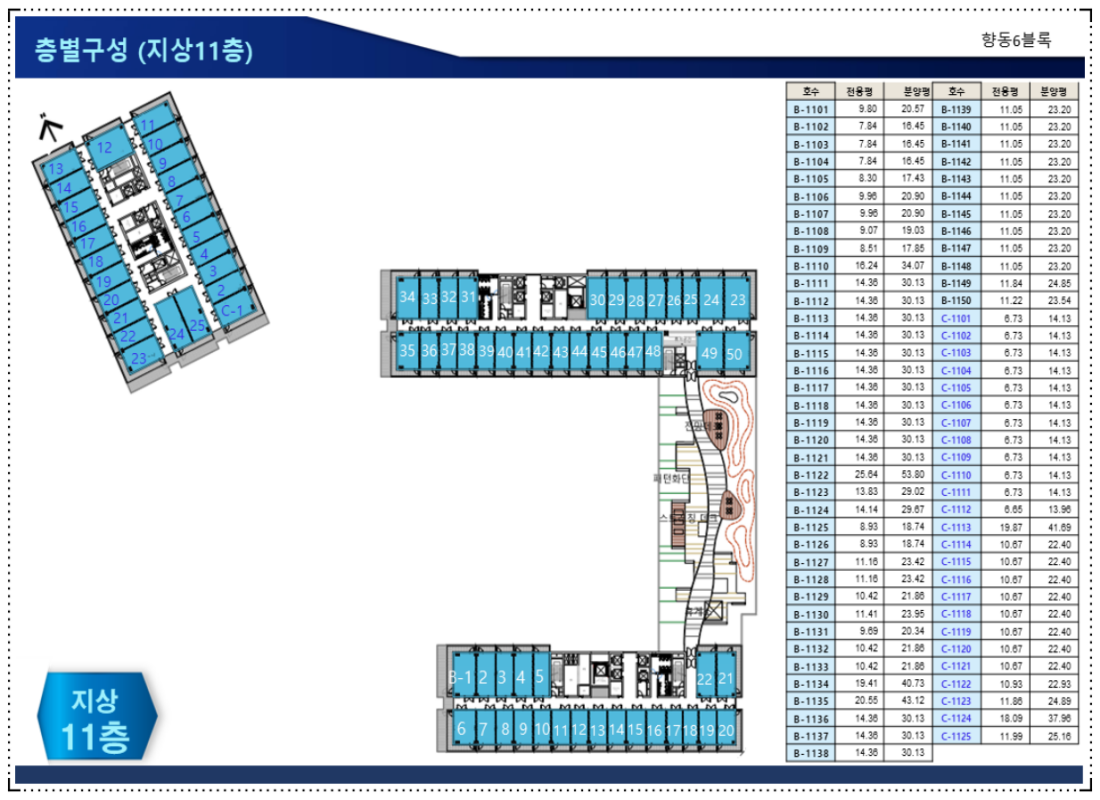 층별구성 (지상11층)
향동6블록
호수 전용평 분양평 호수 전용평 분양평
B-1101 9.80 20.57 B-1139 11.05 23.20
B-1102 7.84 16.45 B-1140 11.05 23.20
B-1103 7.84 16.45 B-1141 11.05 23.20
B-1104 7.84 16.45 B-1142 11.05 23.20
B-1105 8.30 17.43 B-1143 11.05 23.20
B-1106 9.96 20.90 B-1144 11.05 23.20
B-1107 9.96 20.90 B-1145 11.05 23.20
B-1108 9.07 19.03 B-1146 11.05 23.20
B-1109 8.51 17.85 B-1147 11.05 23.20
B-1110 16.24 34.07 B-1148 11.05 23.20
B-1111 14.36 30.13 B-1149 11.84 24.85
B-1112 14.36 30.13 B-1150 11.22 23.54
B-1113 14.36 30.13 C-1101 6.73 14.13
B-1114 14.36 30.13 C-1102 6.73 14.13
B-1115 14.36 30.13 C-1103 6.73 14.13
B-1116 14.36 30.13 C-1104 6.73 14.13
B-1117 14.36 30.13 C-1105 6.73 14.13
B-1118 14.36 30.13 C-1106 6.73 14.13
B-1119 14.36 30.13 C-1107 6.73 14.13
B-1120 14.36 30.13 C-1108 6.73 14.13
B-1121 14.36 30.13 C-1109 6.73 14.13
B-1122 25.64 53.80 C-1110 6.73 14.13
B-1123 13.83 29.02 C-1111 6.73 14.13
B-1124 14.14 29.67 C-1112 6.65 13.96
B-1125 8.93 18.74 C-1113 19.87 41.69
B-1126 8.93 18.74 C-1114 10.67 22.40
B-1127 11.16 23.42 C-1115 10.67 22.40
B-1128 11.16 23.42 C-1116 10.67 22.40
B-1129 10.42 21.86 C-1117 10.67 22.40
B-1130 11.41 23.95 C-1118 10.67 22.40
B-1131 9.69 20.34 C-1119 10.67 22.40
B-1132 10.42 21.86 C-1120 10.67 22.40
B-1133 10.42 21.86 C-1121 10.67 22.40
B-1134 19.41 40.73 C-1122 10.93 22.93
B-1135 20.55 43.12 C-1123 11.86 24.89
B-1136 14.36 30.13 C-1124 18.09 37.96
B-1137 14.36 30.13 C-1125 11.99 25.16
B-1138 14.36 30.13
11
12
10
13
9
14
8
15
7
16
6
17
5
18
4
19
3
20
2
21
C-1
22
24 25
23
34 33 32 31 30 29 28 27 26 25 24 23
35 36 37 38 39 40 41 42 43 44 45 46 47 48 49 50
패턴화단
B-1 2 3 4 5 22 21
6 7 8 9 10 11 12 13 14 15 16 17 18 19 20
지상
11층